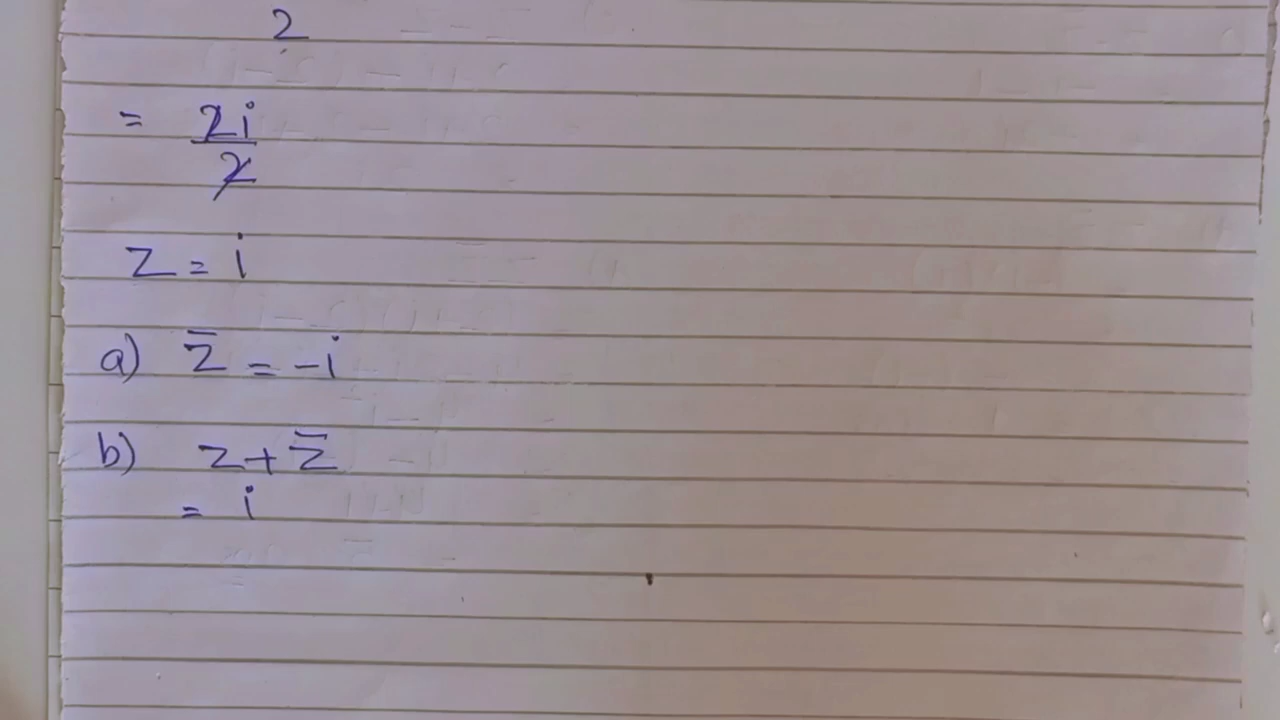 2
= 2i
2
z = i
a) z̅ = -i
b) z + z̅
= i